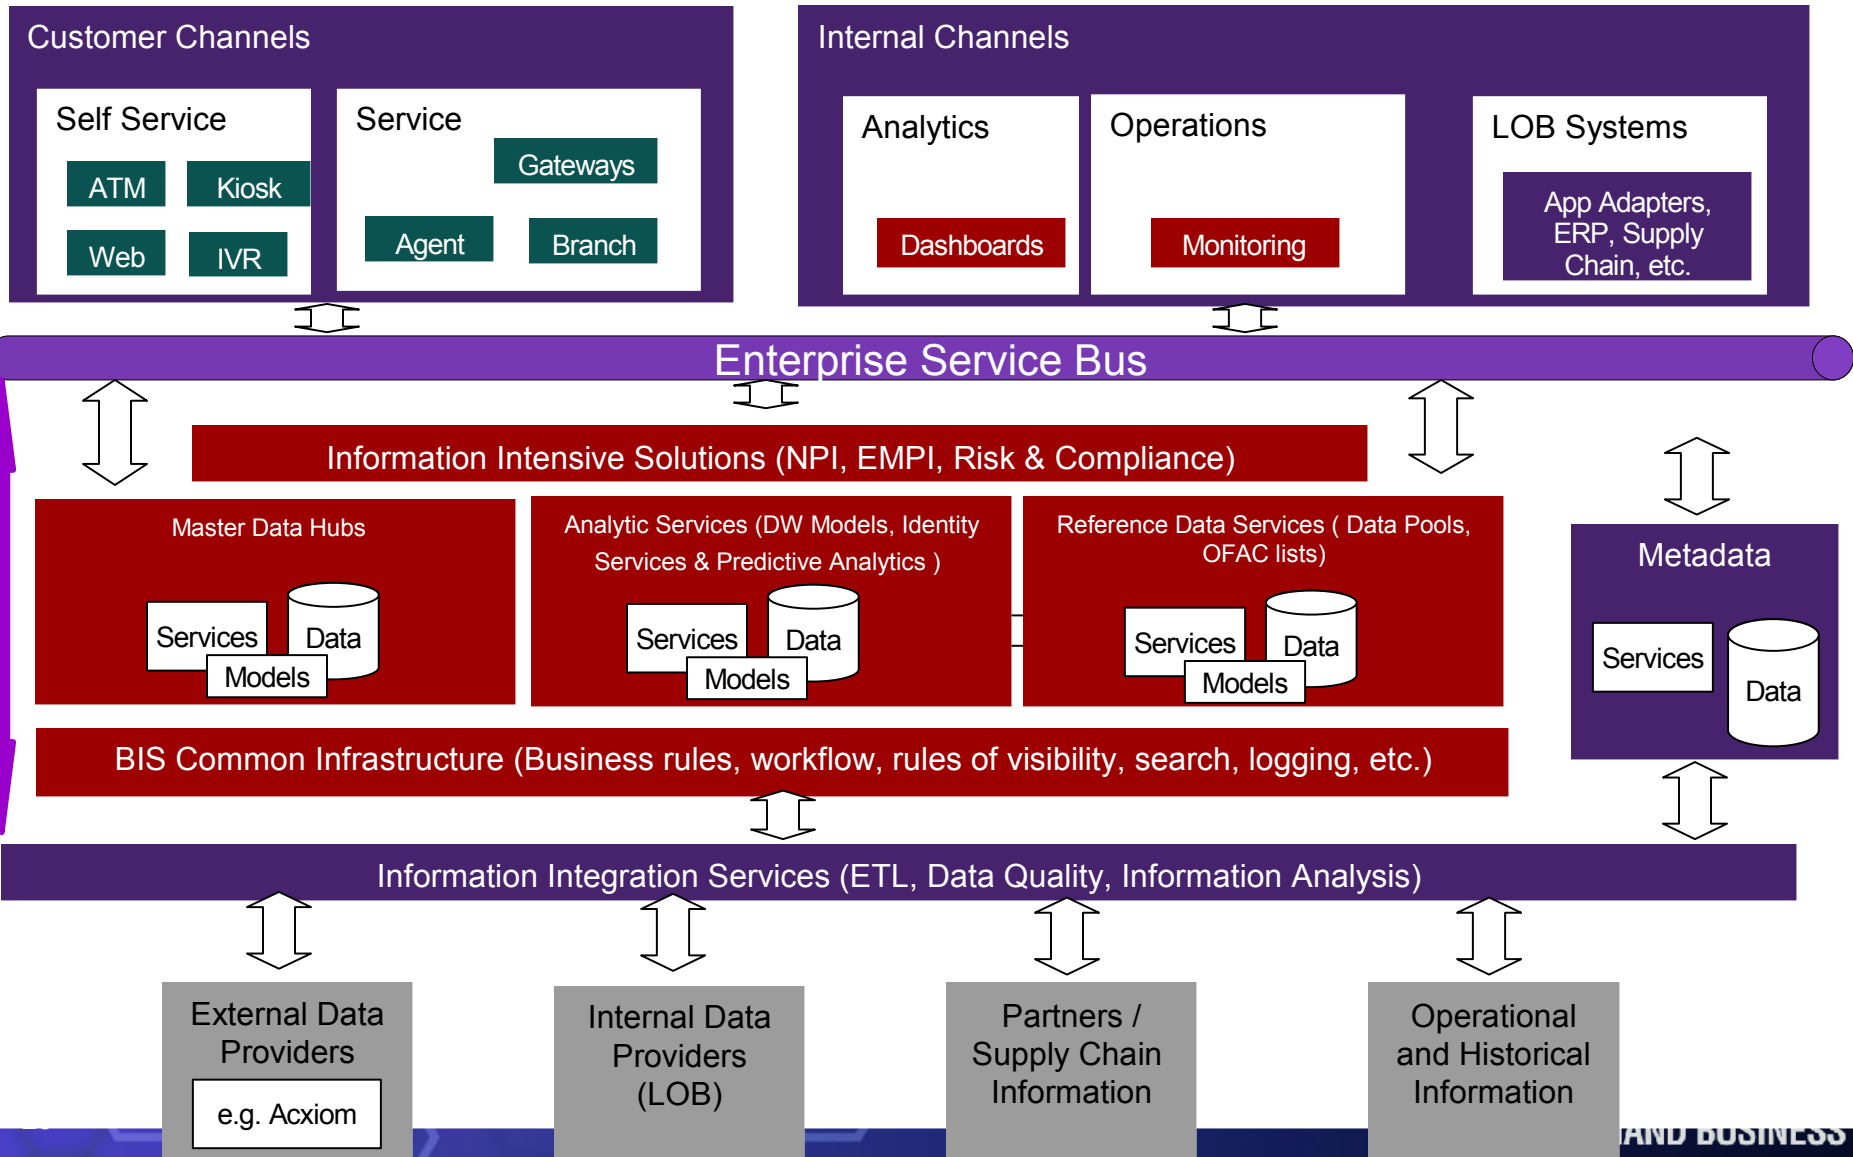 Customer Channels
Internal Channels
Self Service
Service
Analytics
Operations
LOB Systems
ATM
Kiosk
Gateways
Web
IVR
Agent
Branch
Dashboards
Monitoring
App Adapters,
ERP, Supply
Chain, etc.
Enterprise Service Bus
Information Intensive Solutions (NPI, EMPI, Risk & Compliance)
Master Data Hubs
Services
Data
Models
Analytic Services (DW Models, Identity
Services & Predictive Analytics )
Services
Data
Models
Reference Data Services ( Data Pools,
OFAC lists)
Services
Data
Models
Metadata
Services
Data
BIS Common Infrastructure (Business rules, workflow, rules of visibility, search, logging, etc.)
Information Integration Services (ETL, Data Quality, Information Analysis)
External Data
Providers
e.g. Acxiom
Internal Data
Providers
(LOB)
Partners /
Supply Chain
Information
Operational
and Historical
Information
BUSINESS